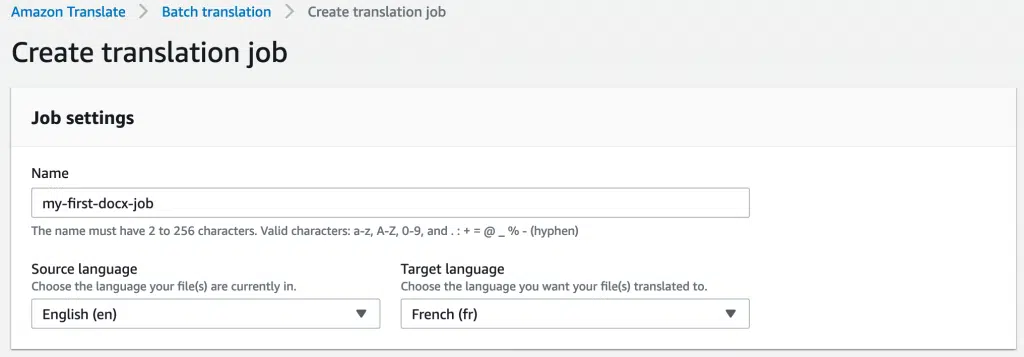 Amazon Translate > Batch translation > Create translation job
Create translation job
Job settings
Name
my-first-docx-job
The name must have 2 to 256 characters. Valid characters: a-z, A-Z, 0-9, and . : + = @ _ % - (hyphen)
Source language Target language
Choose the language your file(s) are currently in. Choose the language you want your file(s) translated to.
English (en) French (fr)